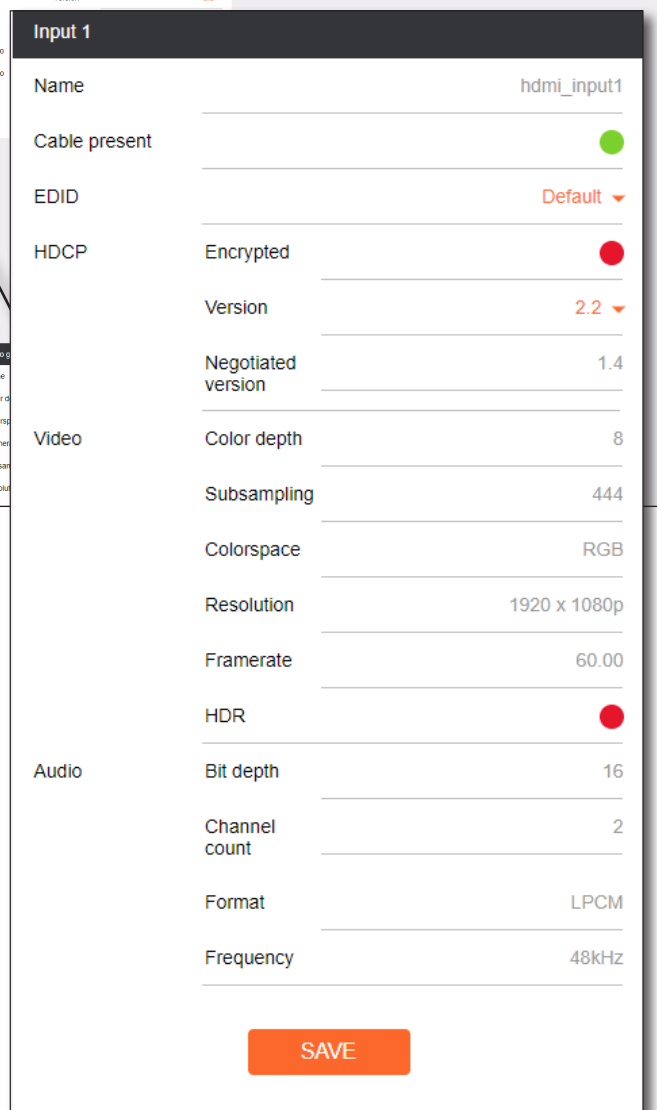 Input 1
Name hdmi_input1
Cable present
EDID Default
HDCP Encrypted
Version 2.2
Negotiated
version 1.4
Video Color depth 8
Subsampling 444
Colorspace RGB
Resolution 1920 x 1080p
Framerate 60.00
HDR
Audio Bit depth 16
Channel
count 2
Format LPCM
Frequency 48kHz
SAVE